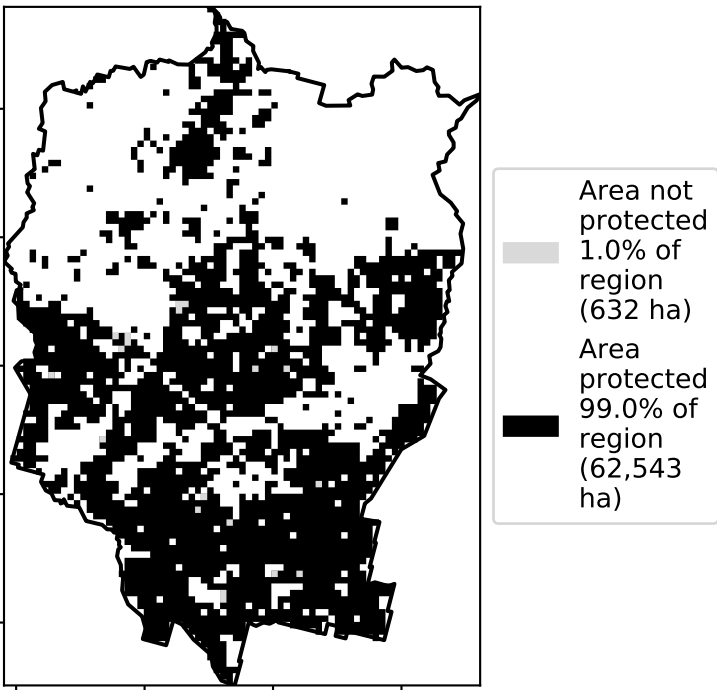 Area not
protected
1.0% of
region
(632 ha)
Area
protected
99.0% of
region
(62,543
ha)